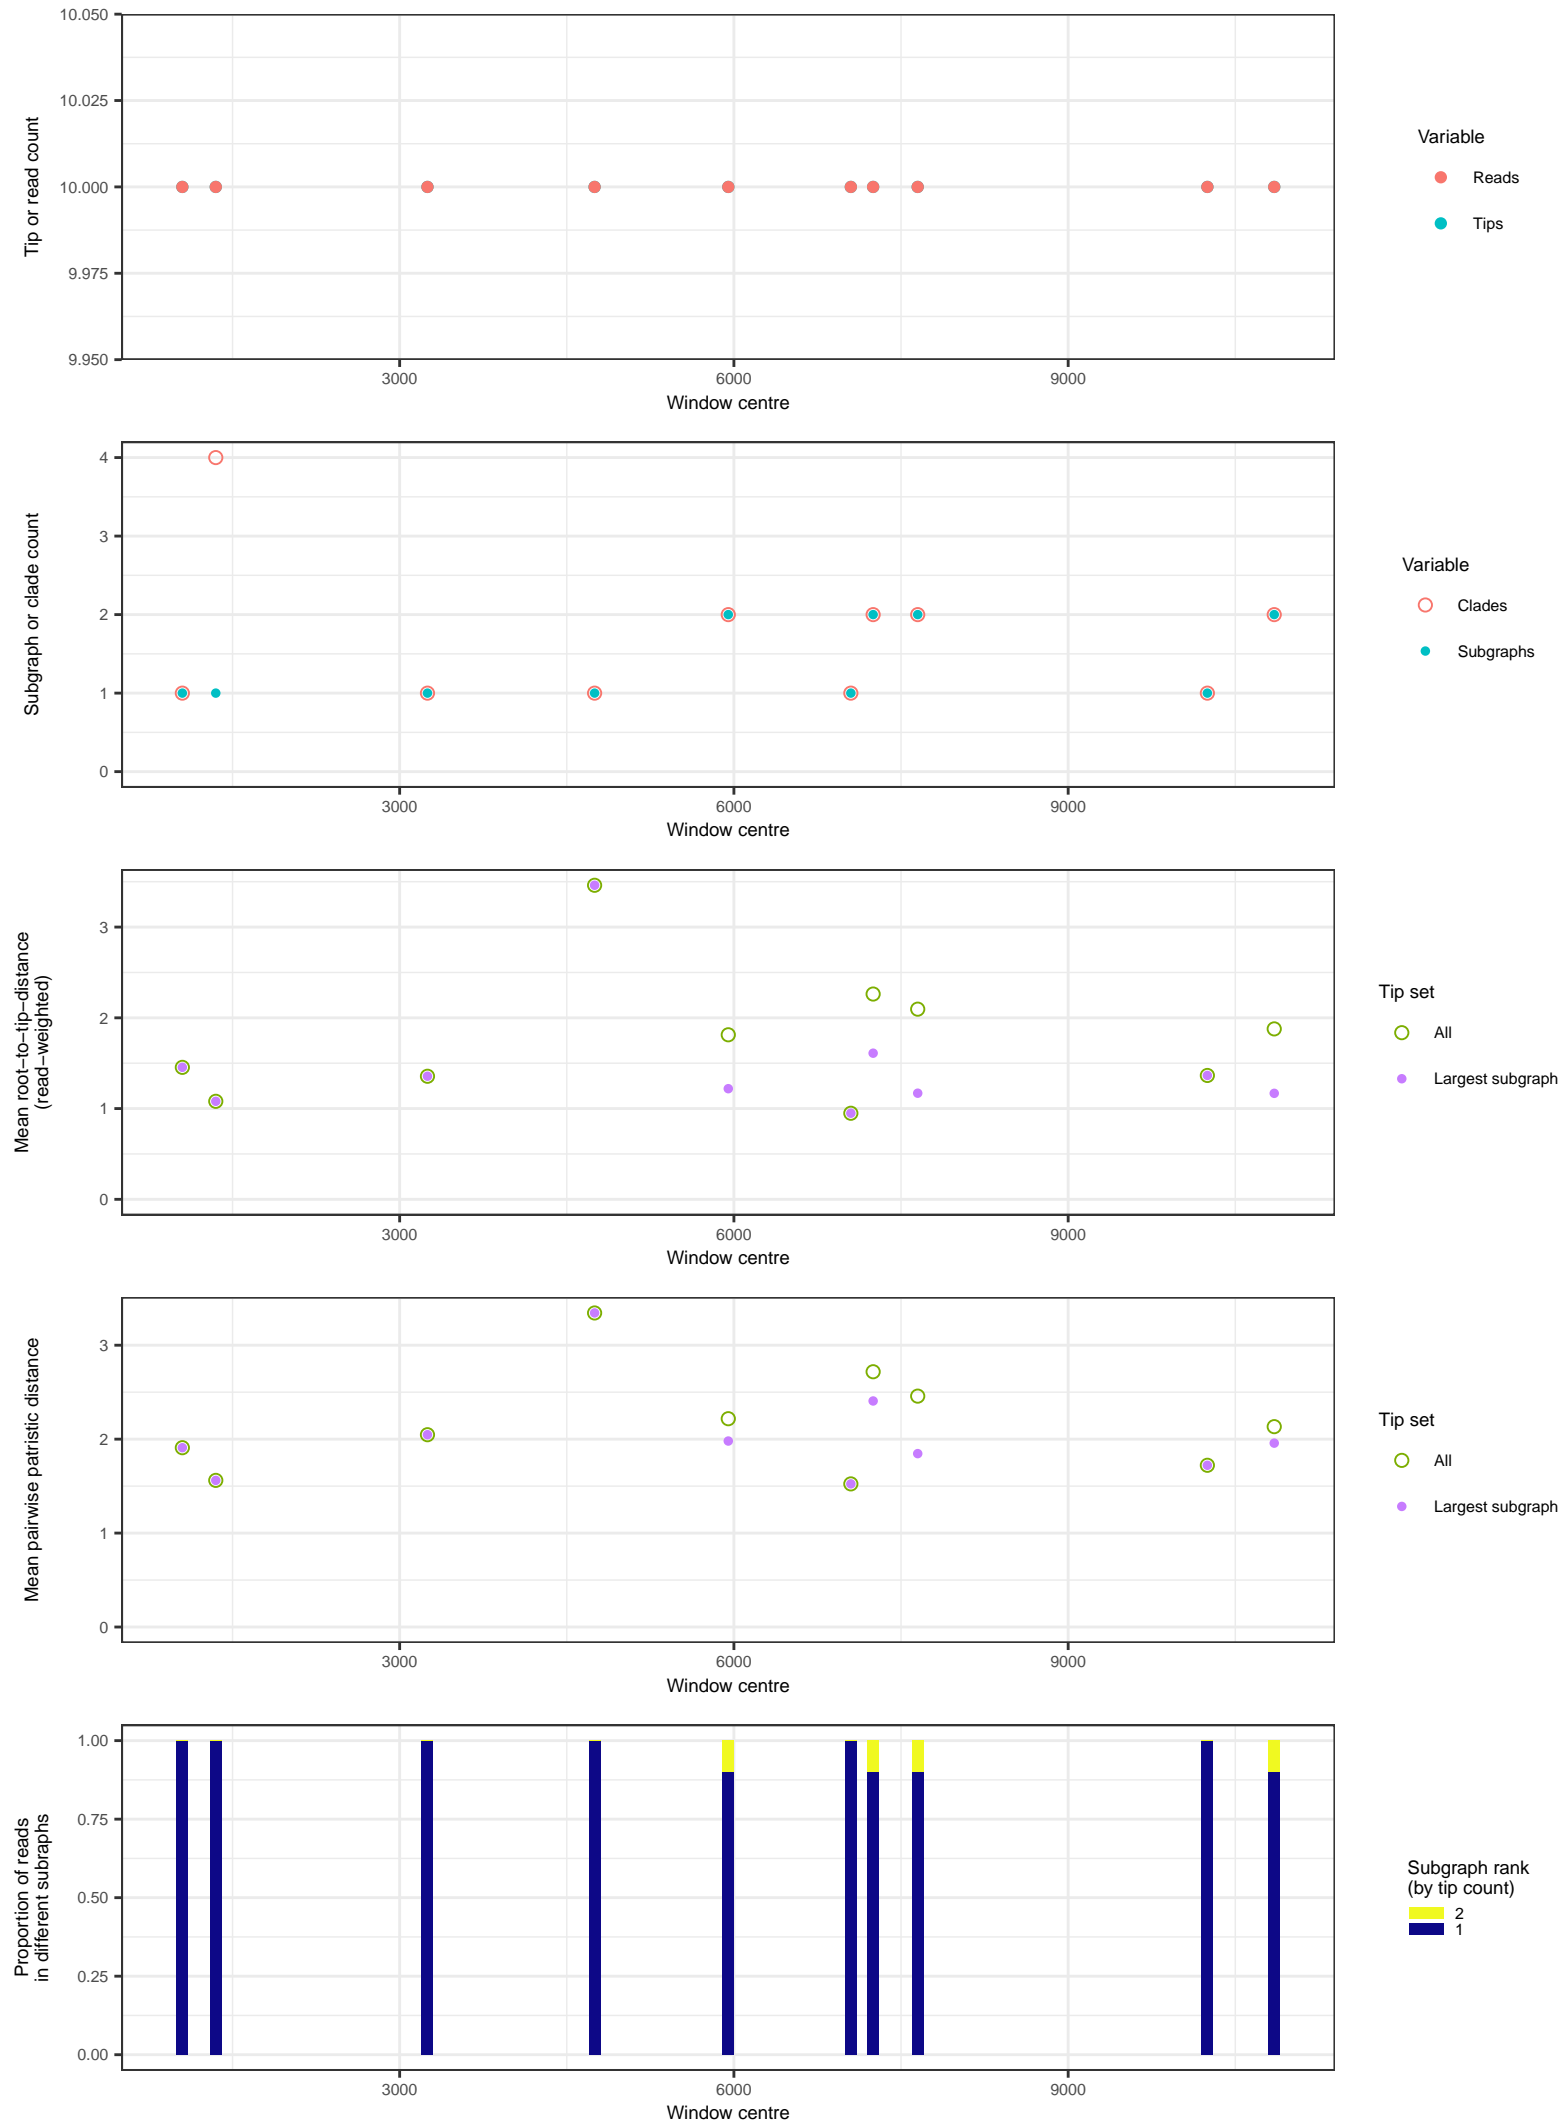 10.050
10.025
10.000
9.975
9.950
Tip or read count
3000
6000
9000
Window centre
Variable
Reads
Tips
4
3
2
1
0
Subgraph or clade count
3000
6000
9000
Window centre
Variable
Clades
Subgraphs
3
2
1
0
Mean root−to−tip−distance
(read−weighted)
3000
6000
9000
Window centre
Tip set
All
Largest subgraph
3
2
1
0
Mean pairwise patristic distance
3000
6000
9000
Window centre
Tip set
All
Largest subgraph
1.00
0.75
0.50
0.25
0.00
Proportion of reads
in different subraphs
3000
6000
9000
Window centre
Subgraph rank
(by tip count)
2
1